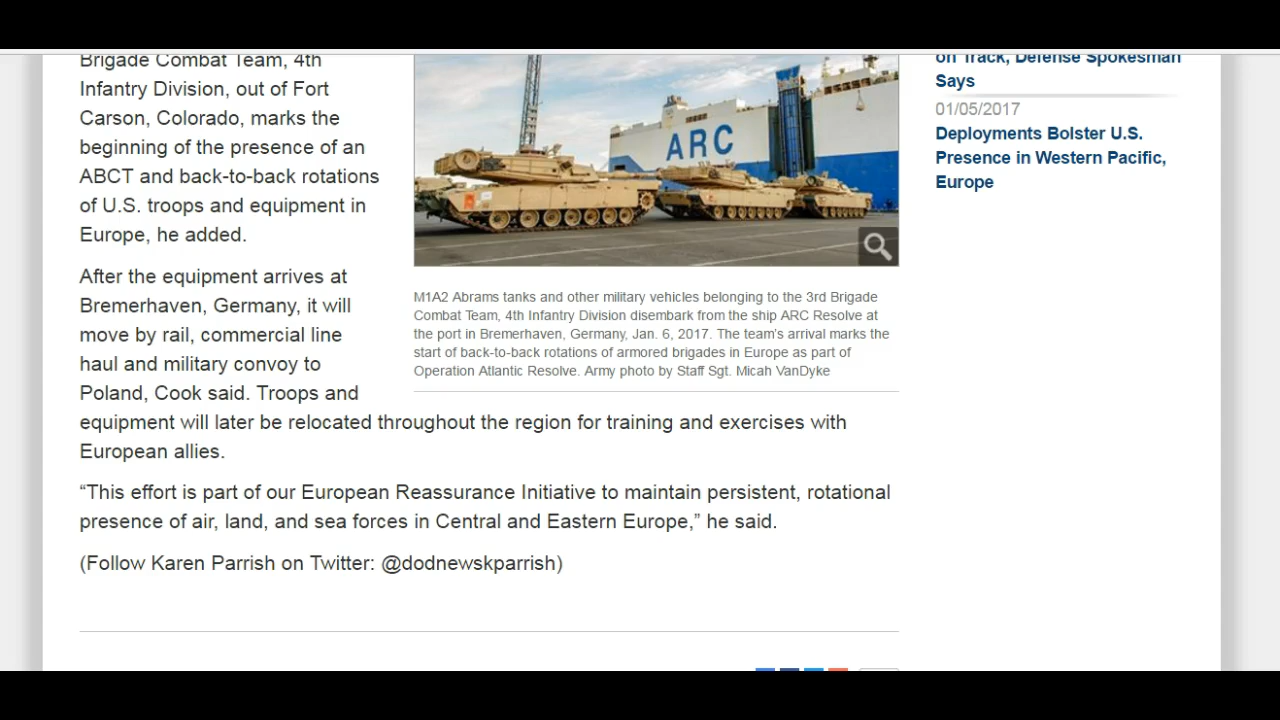 Brigade Combat Team, 4th
Infantry Division, out of Fort
Carson, Colorado, marks the
beginning of the presence of an
ABCT and back-to-back rotations
of U.S. troops and equipment in
Europe, he added.
After the equipment arrives at
Bremerhaven, Germany, it will
move by rail, commercial line
haul and military convoy to
Poland, Cook said. Troops and
equipment will later be relocated throughout the region for training and exercises with
European allies.
“This effort is part of our European Reassurance Initiative to maintain persistent, rotational
presence of air, land, and sea forces in Central and Eastern Europe,” he said.
(Follow Karen Parrish on Twitter: @dodnewskparrish)
ARC
M1A2 Abrams tanks and other military vehicles belonging to the 3rd Brigade
Combat Team, 4th Infantry Division disembark from the ship ARC Resolve at
the port in Bremerhaven, Germany, Jan. 6, 2017. The team's arrival marks the
start of back-to-back rotations of armored brigades in Europe as part of
Operation Atlantic Resolve. Army photo by Staff Sgt. Micah VanDyke
on Track, Defense Spokesman
Says
01/05/2017
Deployments Bolster U.S.
Presence in Western Pacific,
Europe